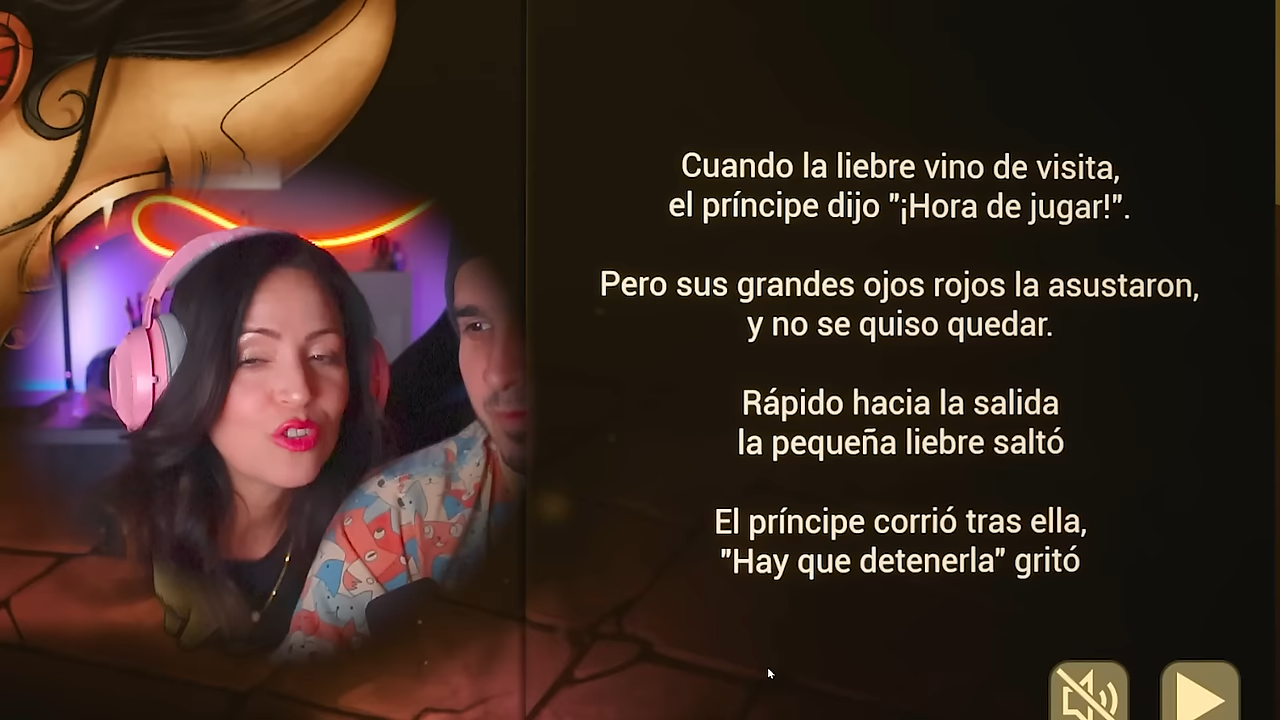 Cuando la liebre vino de visita,
el príncipe dijo "¡Hora de jugar!".
Pero sus grandes ojos rojos la asustaron,
y no se quiso quedar.
Rápido hacia la salida
la pequeña liebre saltó
El príncipe corrió tras ella,
"Hay que detenerla" gritó